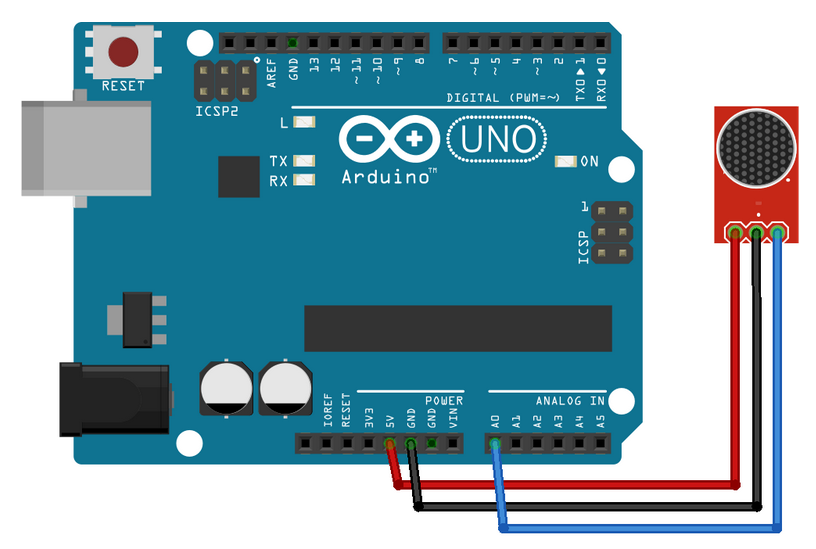 RESET
ICSP2
AREF
GND
13
12
~11
~10
~9
8
7
~6
~5
4
~3
2
TX0▶1
RX0◀0
DIGITAL (PWM=~)
L
TX
RX
UNO
Arduino™
ON
1
ICSP
POWER
ANALOG IN
IOREF
RESET
3V3
5V
GND
GND
VIN
A0
A1
A2
A3
A4
A5